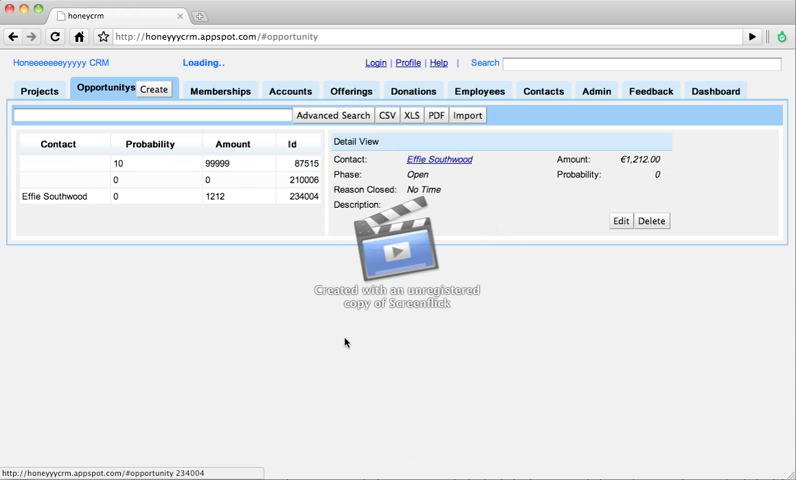 honeycrm
http://honeyyycrm.appspot.com/#opportunity
Honeeeeeeeyyyyy CRM
Loading..
Login | Profile | Help | Search
Projects Opportunitys Create Memberships Accounts Offerings Donations Employees Contacts Admin Feedback Dashboard
Advanced Search CSV XLS PDF Import
Contact Probability Amount Id
10 99999 87515
0 0 210006
Effie Southwood 0 1212 234004
Detail View
Contact: Effie Southwood Amount: €1,212.00
Phase: Open Probability: 0
Reason Closed: No Time
Description:
Edit Delete
Created with an unregistered
copy of Screenflick
http://honeyyycrm.appspot.com/#opportunity 234004